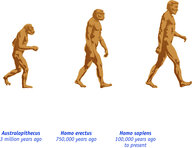 Australopithecus
3 million years ago
Homo erectus
750,000 years ago
Homo sapiens
100,000 years ago
to present